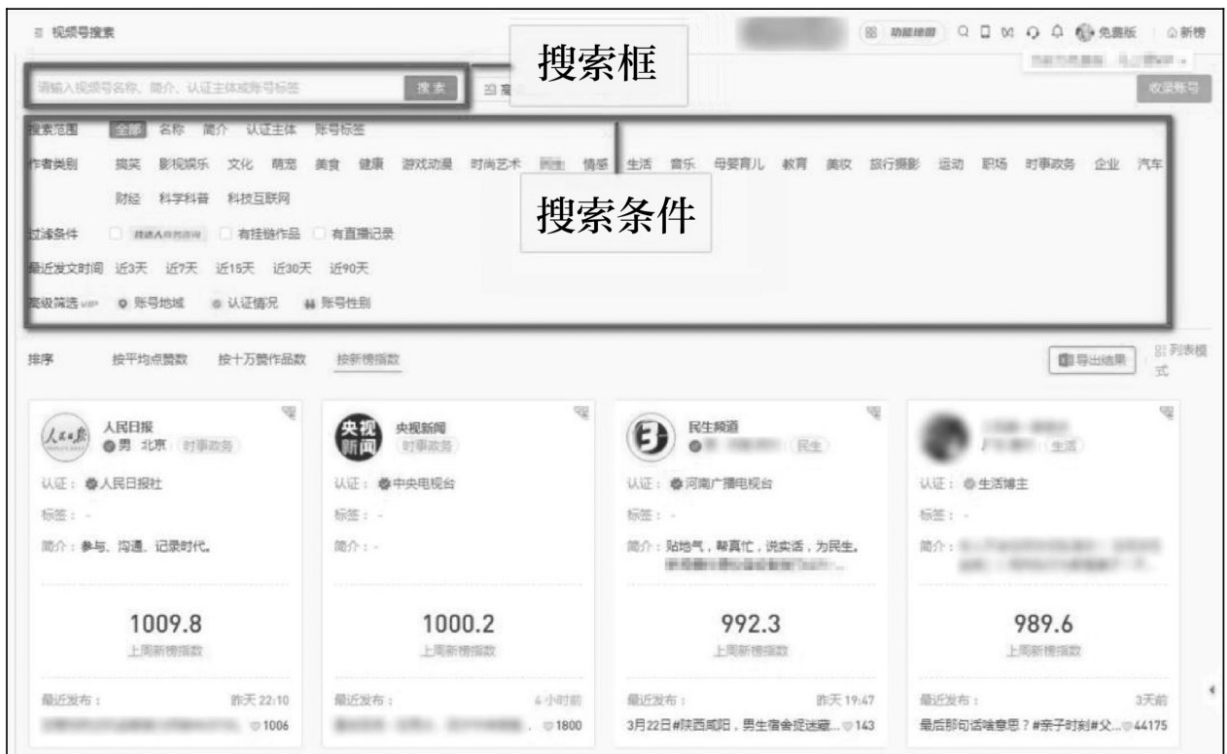 视频号搜索
功能地图 免费版 新榜
搜索框
请输入视频号名称、简介、认证主体或账号标签 搜索 高
收录账号
搜索范围 全部 名称 简介 认证主体 账号标签
作者类别 搞笑 影视娱乐 文化 萌宠 美食 健康 游戏动漫 时尚艺术 民生 情感 生活 音乐 母婴育儿 教育 美妆 旅行摄影 运动 职场 时事政务 企业 汽车
财经 科学科普 科技互联网
搜索条件
过滤条件 有挂链作品 有直播记录
最近发文时间 近3天 近7天 近15天 近30天 近90天
高级筛选 VIP 账号地域 认证情况 账号性别
排序 按平均点赞数 按十万赞作品数 按新榜指数 导出结果 列表模式
人民日报
男 北京 时事政务
认证：人民日报社
标签：-
简介：参与、沟通、记录时代。
1009.8
上周新榜指数
最近发布： 昨天 22:10
1006
央视新闻
央视新闻
时事政务
认证：中央电视台
标签：-
简介：-
1000.2
上周新榜指数
最近发布： 小时前
1800
民生频道
民生
认证：河南广播电视台
标签：-
简介：贴地气，帮真忙，说实话，为民生。
992.3
上周新榜指数
最近发布： 昨天 19:47
3月22日#陕西咸阳，男生宿舍捉迷藏... 143
生活
认证：生活博主
标签：-
简介：
989.6
上周新榜指数
最近发布： 3天前
最后那句话啥意思？#亲子时刻#父... 44175